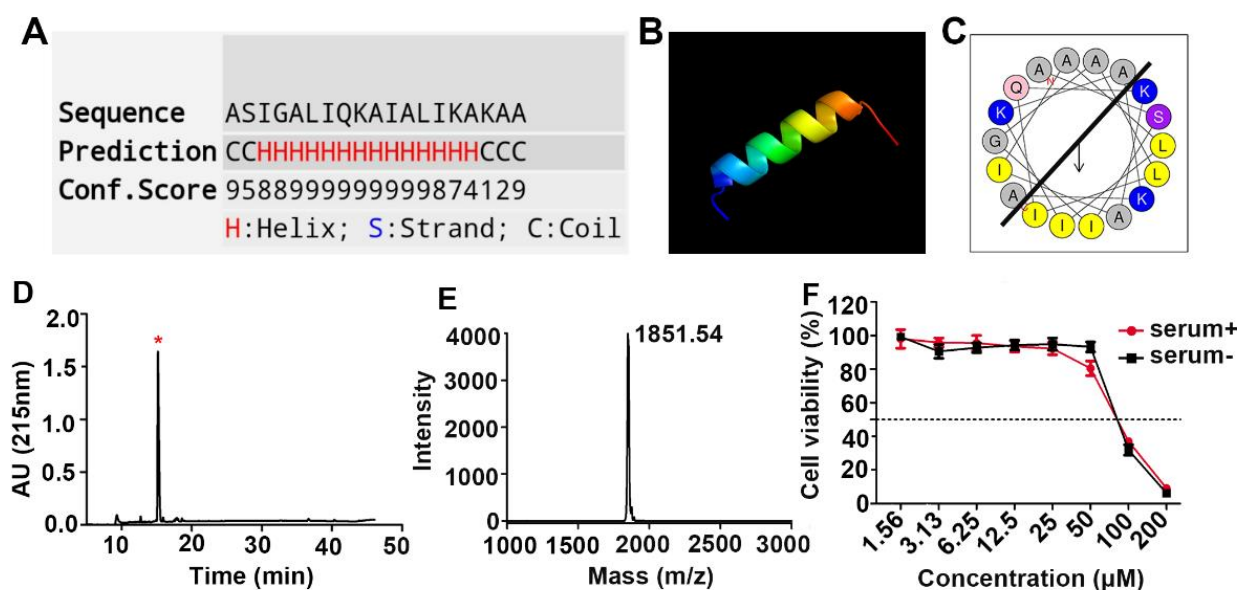 A
Sequence ASIGALIQKAIALIKAKAA
Prediction CCHHHHHHHHHHHHHHCCC
Conf.Score 9588999999999874129
H:Helix; S:Strand; C:Coil
B
C
A A A A
Q K
N
K S
G L
I L
A K
C
I I I A
D
AU (215nm)
2.0
1.5
1.0
0.5
0.0
*
10 20 30 40 50
Time (min)
E
Intensity
4000
3000
2000
1000
0
1851.54
1000 1500 2000 2500 3000
Mass (m/z)
F
Cell viability (%)
120
100
80
60
40
20
0
serum+
serum-
1.56 3.13 6.25 12.5 25 50 100 200
Concentration (μM)